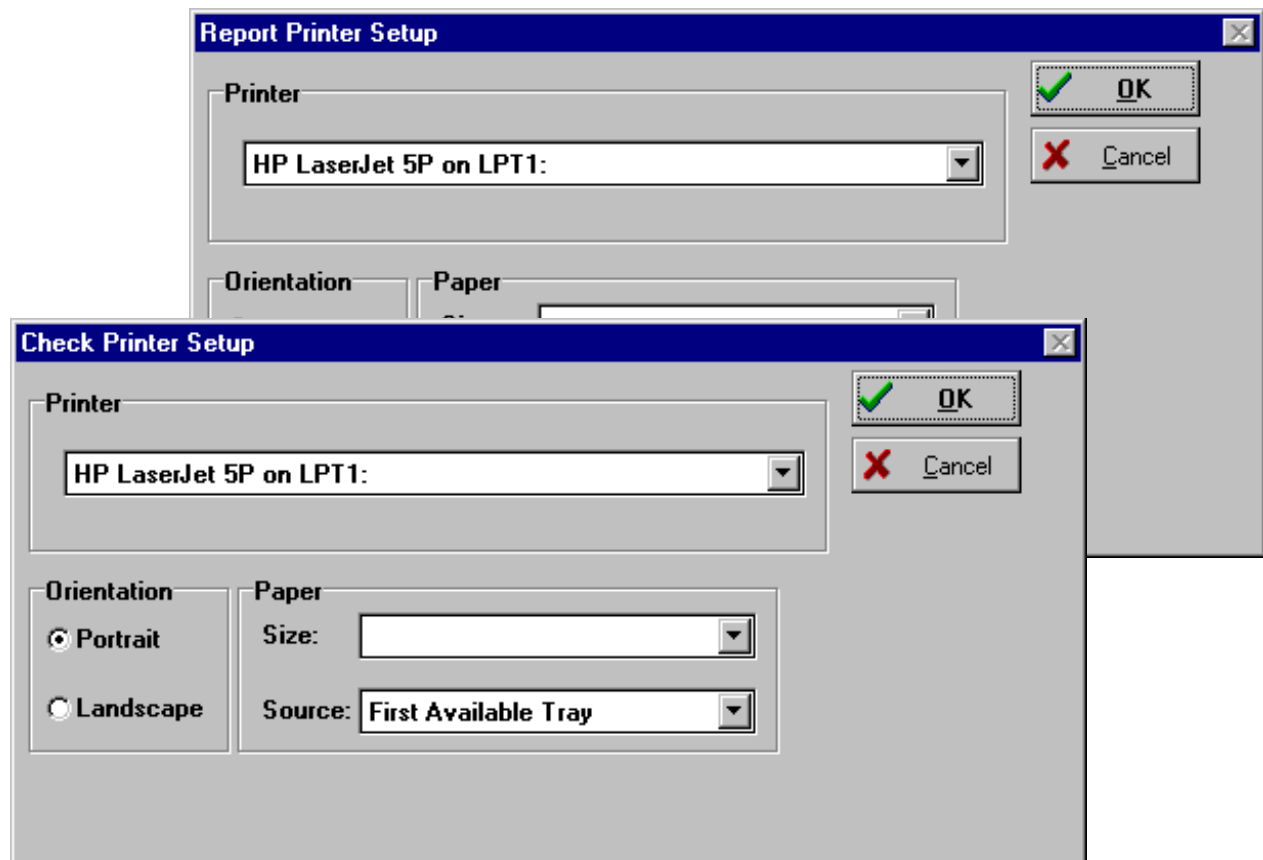 Report Printer Setup
Printer
OK
HP LaserJet 5P on LPT1:
Cancel
Orientation
Paper
Check Printer Setup
Printer
OK
HP LaserJet 5P on LPT1:
Cancel
Orientation
Paper
Portrait
Size:
Landscape
Source: First Available Tray